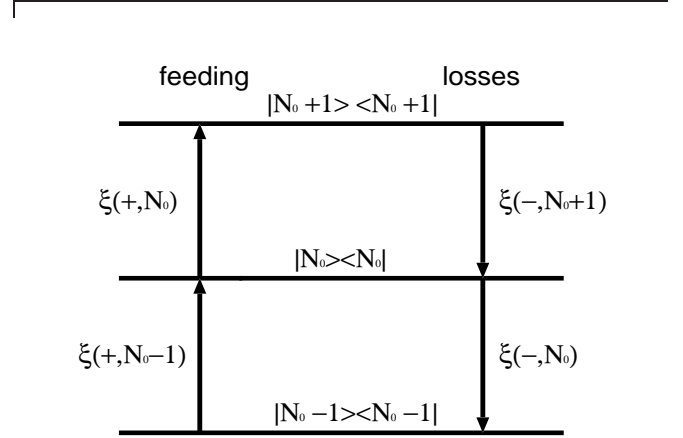 feeding losses
|N₀ +1> <N₀ +1|
ξ(+,N₀) ξ(−,N₀+1)
|N₀><N₀|
ξ(+,N₀−1) ξ(−,N₀)
|N₀ −1><N₀ −1|